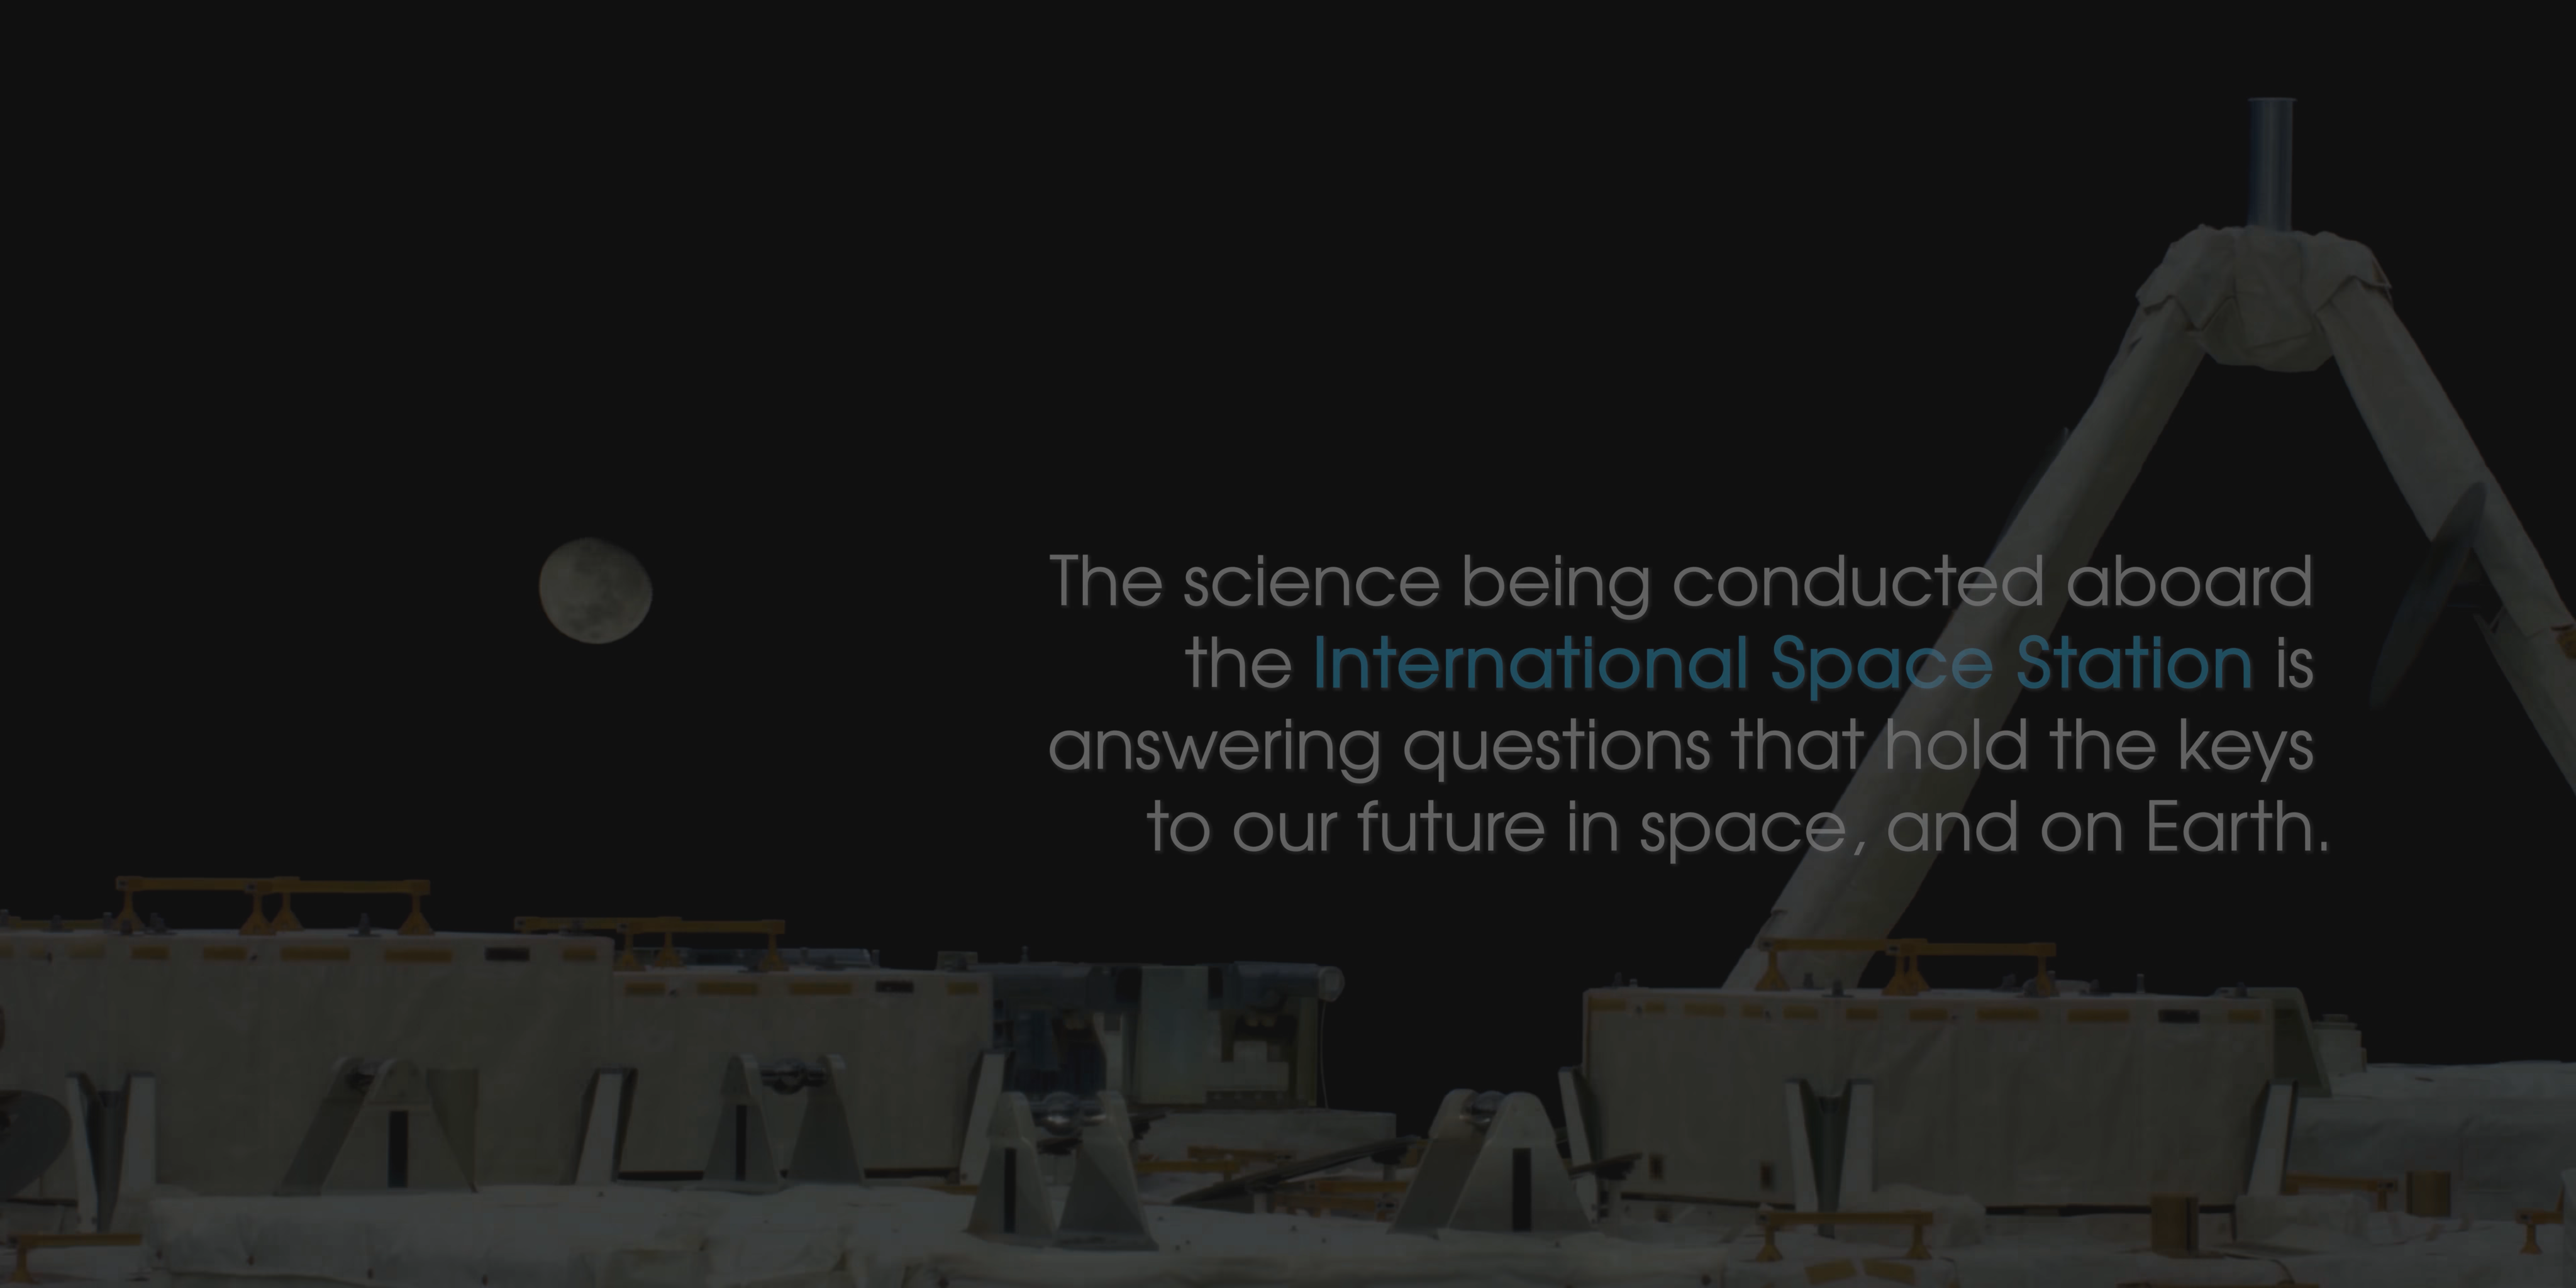 The science being conducted aboard
the International Space Station is
answering questions that hold the keys
to our future in space, and on Earth.